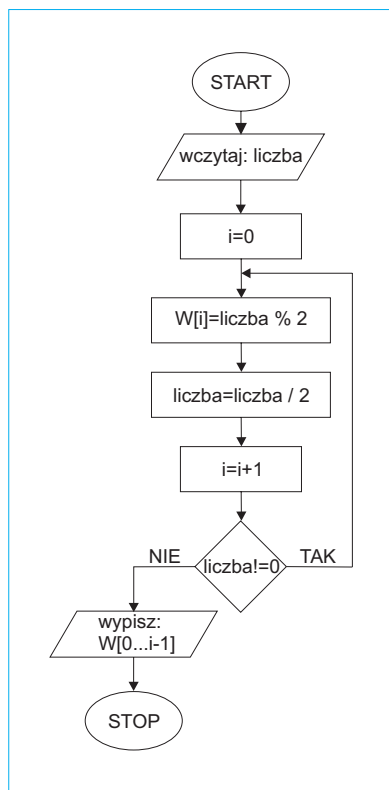 START
wczytaj: liczba
i=0
W[i]=liczba % 2
liczba=liczba / 2
i=i+1
liczba!=0
NIE
TAK
wypisz:
W[0...i-1]
STOP